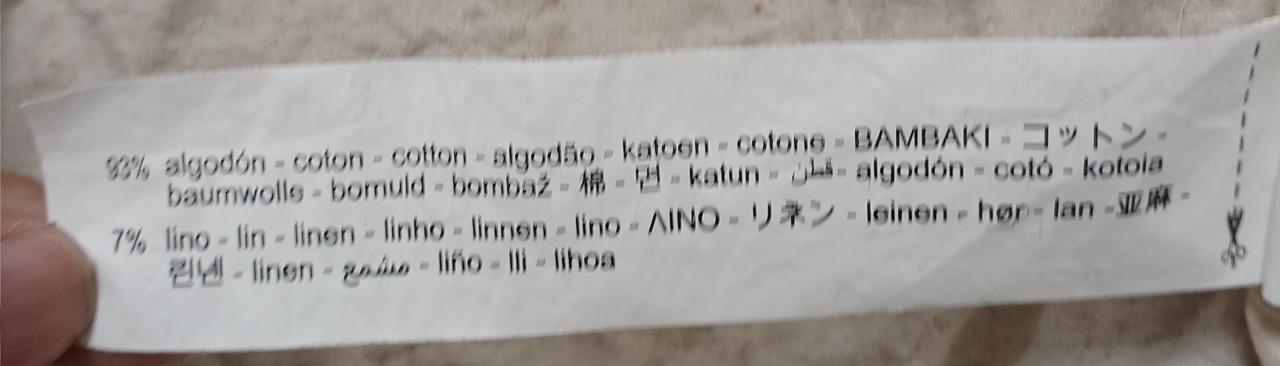 93% algodón - coton - cotton - algodão - katoen - cotone - BAMBAKI - コットン -
baumwolle - bomuld - bombaž - 棉 - 면 - katun - قطن - algodón - cotó - kotoia
7% lino - lin - linen - linho - linnen - lino - ΛINO - リネン - leinen - hør - lan - 亚麻 -
린넨 - linen - مشمع - liño - lli - lihoa